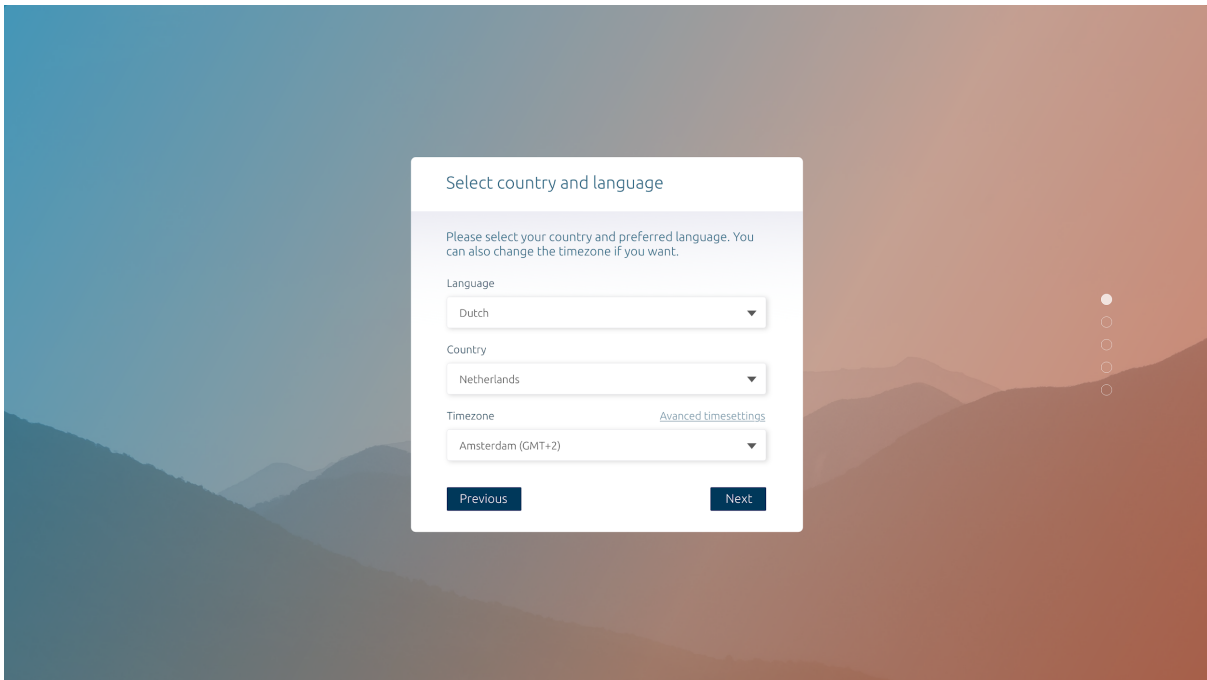 Select country and language
Please select your country and preferred language. You
can also change the timezone if you want.
Language
Dutch
Country
Netherlands
Timezone
Avanced timesettings
Amsterdam (GMT+2)
Previous
Next